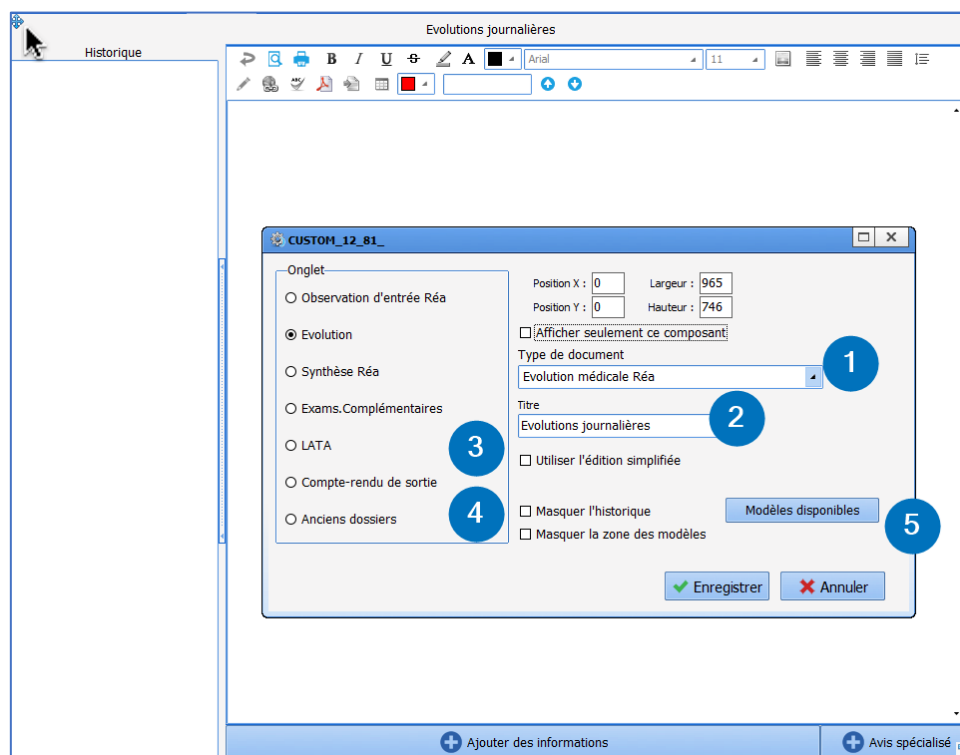 Evolutions journalières
Historique
B I U S A Arial 11
ABC
CUSTOM_12_81_
Onglet
Observation d'entrée Réa
Evolution
Synthèse Réa
Exams.Complémentaires
LATA
3
Compte-rendu de sortie
4
Anciens dossiers
Position X : 0 Largeur : 965
Position Y : 0 Hauteur : 746
Afficher seulement ce composant
Type de document
1
Evolution médicale Réa
Titre
2
Evolutions journalières
Utiliser l'édition simplifiée
Masquer l'historique
Modèles disponibles
5
Masquer la zone des modèles
Enregistrer Annuler
Ajouter des informations Avis spécialisé